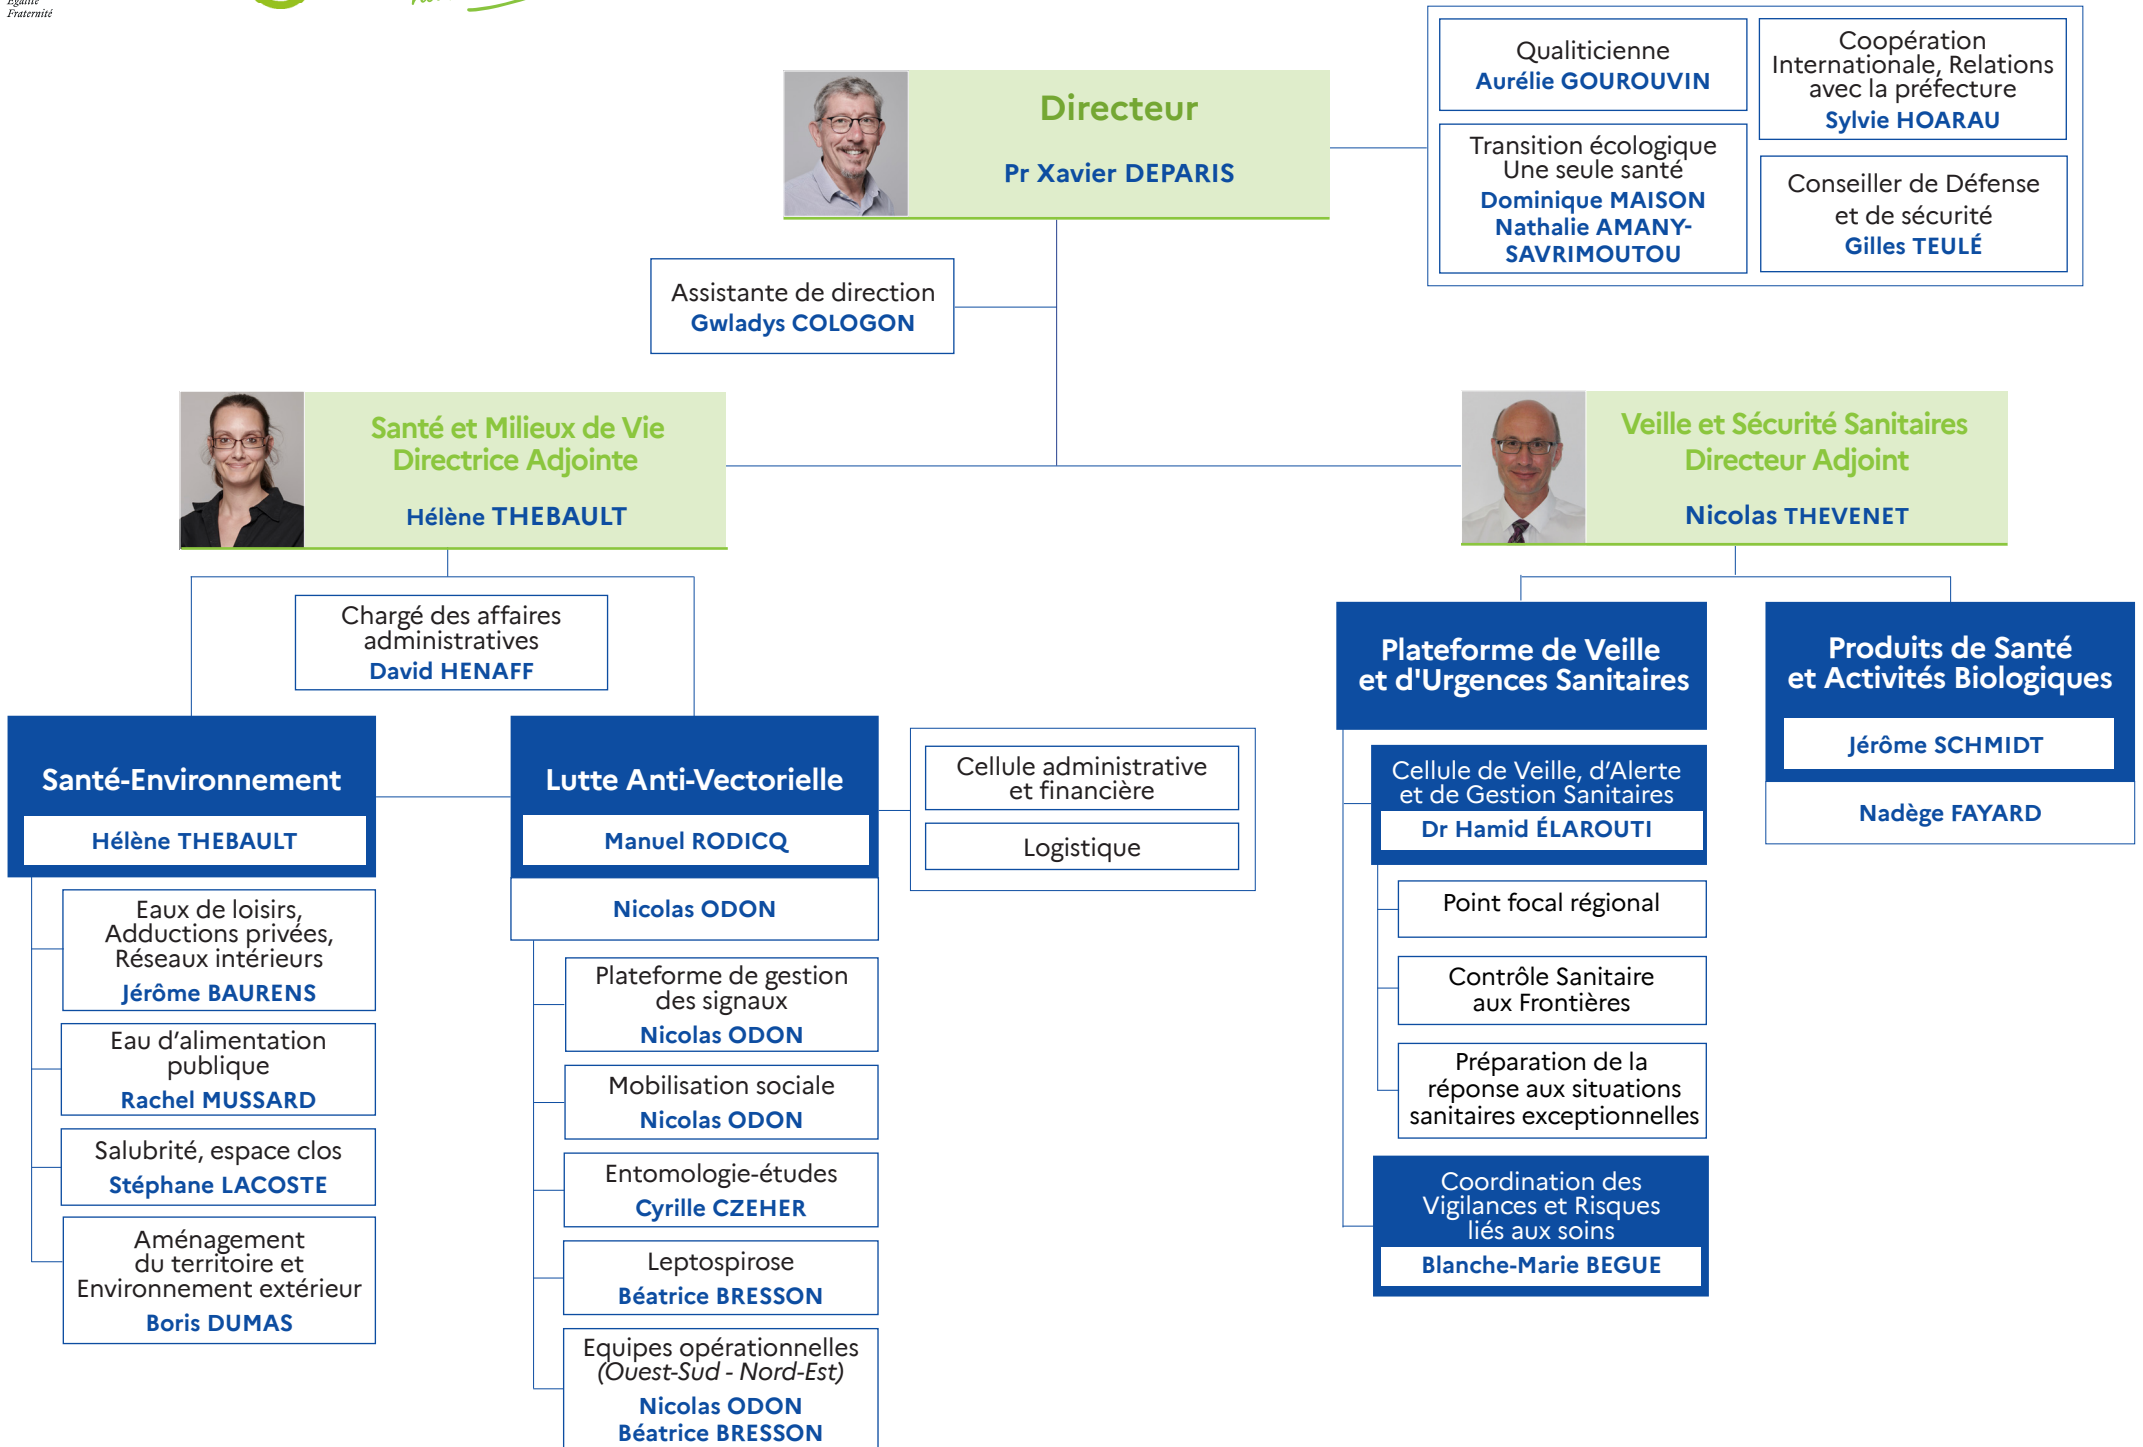 Egalité
Fraternité
Directeur
Pr Xavier DEPARIS
Qualiticienne
Aurélie GOUROUVIN
Coopération
Internationale, Relations
avec la préfecture
Sylvie HOARAU
Transition écologique
Une seule santé
Dominique MAISON
Nathalie AMANY-
SAVRIMOUTOU
Conseiller de Défense
et de sécurité
Gilles TEULÉ
Assistante de direction
Gwladys COLOGON
Santé et Milieux de Vie
Directrice Adjointe
Hélène THEBAULT
Veille et Sécurité Sanitaires
Directeur Adjoint
Nicolas THEVENET
Chargé des affaires
administratives
David HENAFF
Santé-Environnement
Hélène THEBAULT
Eaux de loisirs,
Adductions privées,
Réseaux intérieurs
Jérôme BAURENS
Eau d’alimentation
publique
Rachel MUSSARD
Salubrité, espace clos
Stéphane LACOSTE
Aménagement
du territoire et
Environnement extérieur
Boris DUMAS
Lutte Anti-Vectorielle
Manuel RODICQ
Nicolas ODON
Plateforme de gestion
des signaux
Nicolas ODON
Mobilisation sociale
Nicolas ODON
Entomologie-études
Cyrille CZEHER
Leptospirose
Béatrice BRESSON
Equipes opérationnelles
(Ouest-Sud - Nord-Est)
Nicolas ODON
Béatrice BRESSON
Cellule administrative
et financière
Logistique
Plateforme de Veille
et d'Urgences Sanitaires
Cellule de Veille, d’Alerte
et de Gestion Sanitaires
Dr Hamid ÉLAROUTI
Point focal régional
Contrôle Sanitaire
aux Frontières
Préparation de la
réponse aux situations
sanitaires exceptionnelles
Coordination des
Vigilances et Risques
liés aux soins
Blanche-Marie BEGUE
Produits de Santé
et Activités Biologiques
Jérôme SCHMIDT
Nadège FAYARD